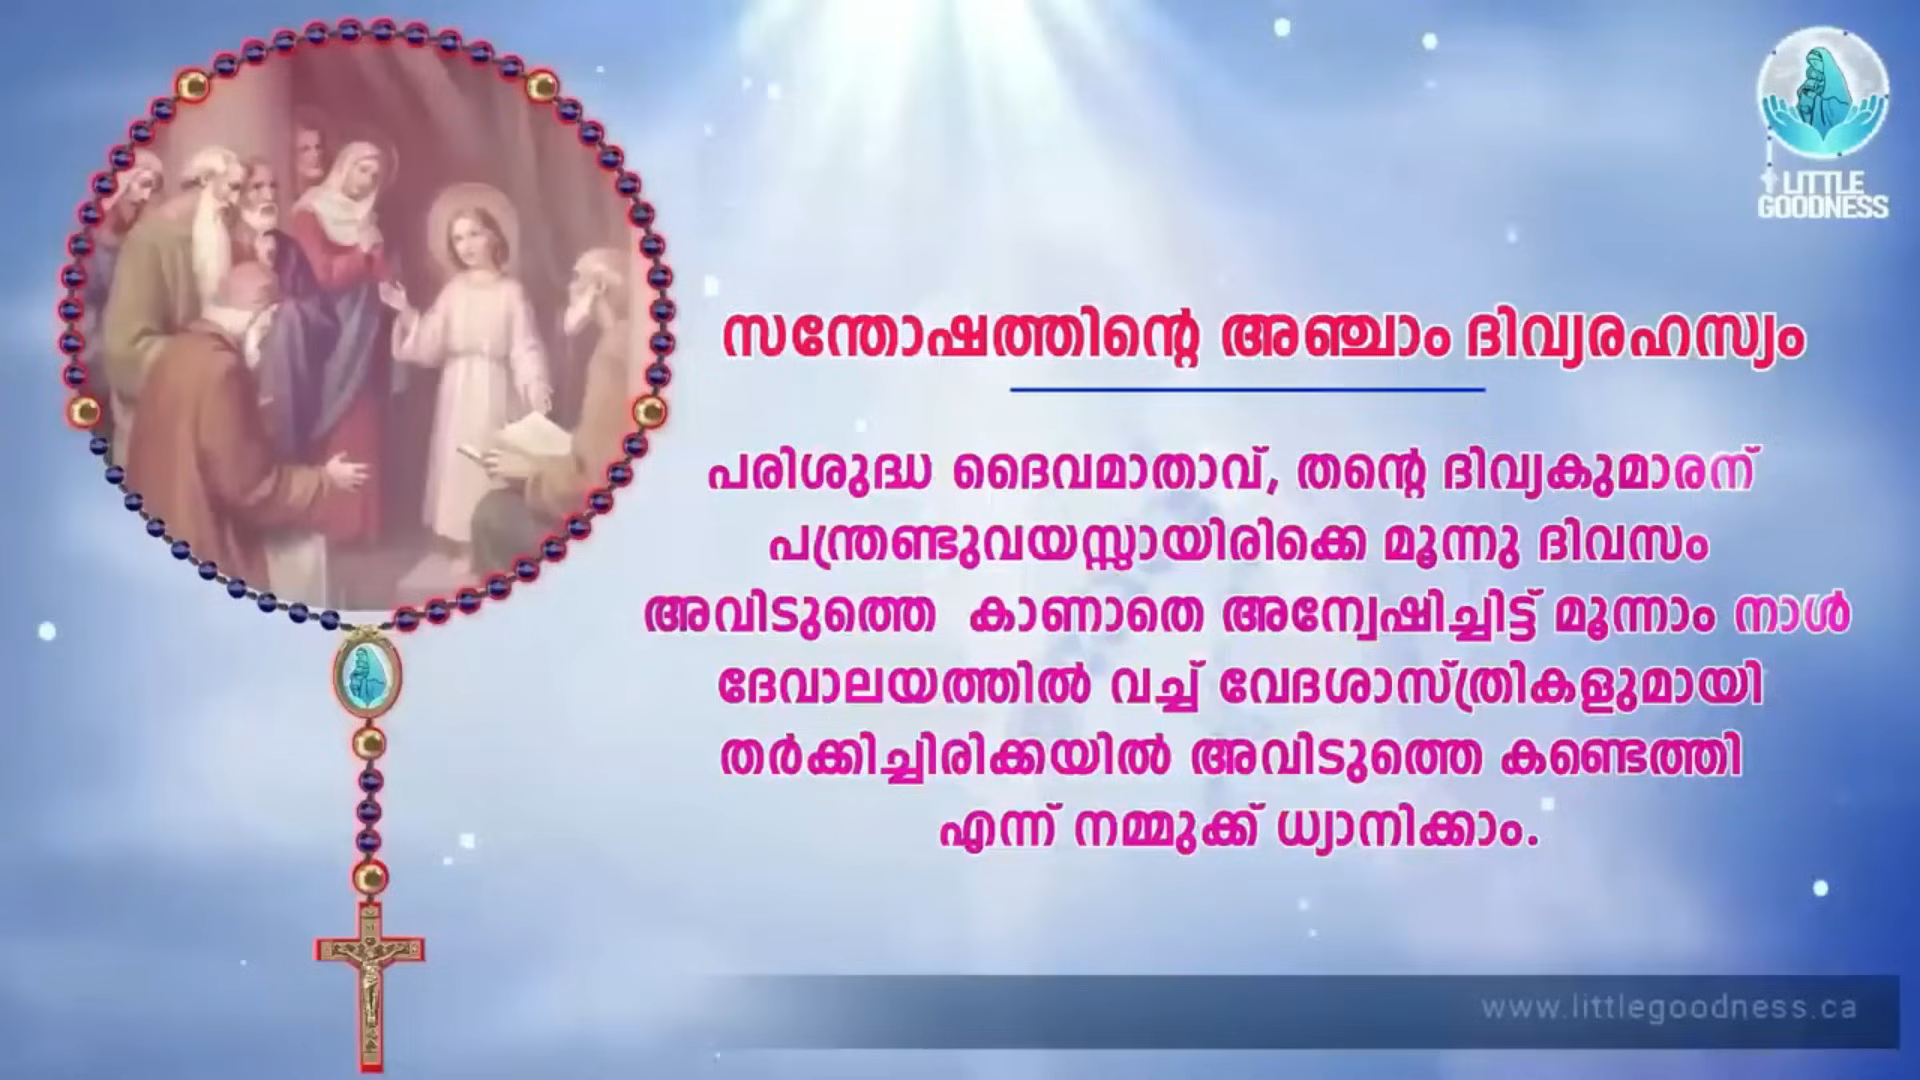 LITTLE
GOODNESS
സന്തോഷത്തിന്റെ അഞ്ചാം ദിവ്യരഹസ്യം
പരിശുദ്ധ ദൈവമാതാവ്, തന്റെ ദിവ്യകുമാരന്
പന്ത്രണ്ടുവയസ്സായിരിക്കെ മൂന്നു ദിവസം
അവിടുത്തെ കാണാതെ അന്വേഷിച്ചിട്ട് മൂന്നാം നാൾ
ദേവാലയത്തിൽ വച്ച് വേദശാസ്ത്രികളുമായി
തർക്കിച്ചിരിക്കയിൽ അവിടുത്തെ കണ്ടെത്തി
എന്ന് നമ്മുക്ക് ധ്യാനിക്കാം.
www.littlegoodness.ca